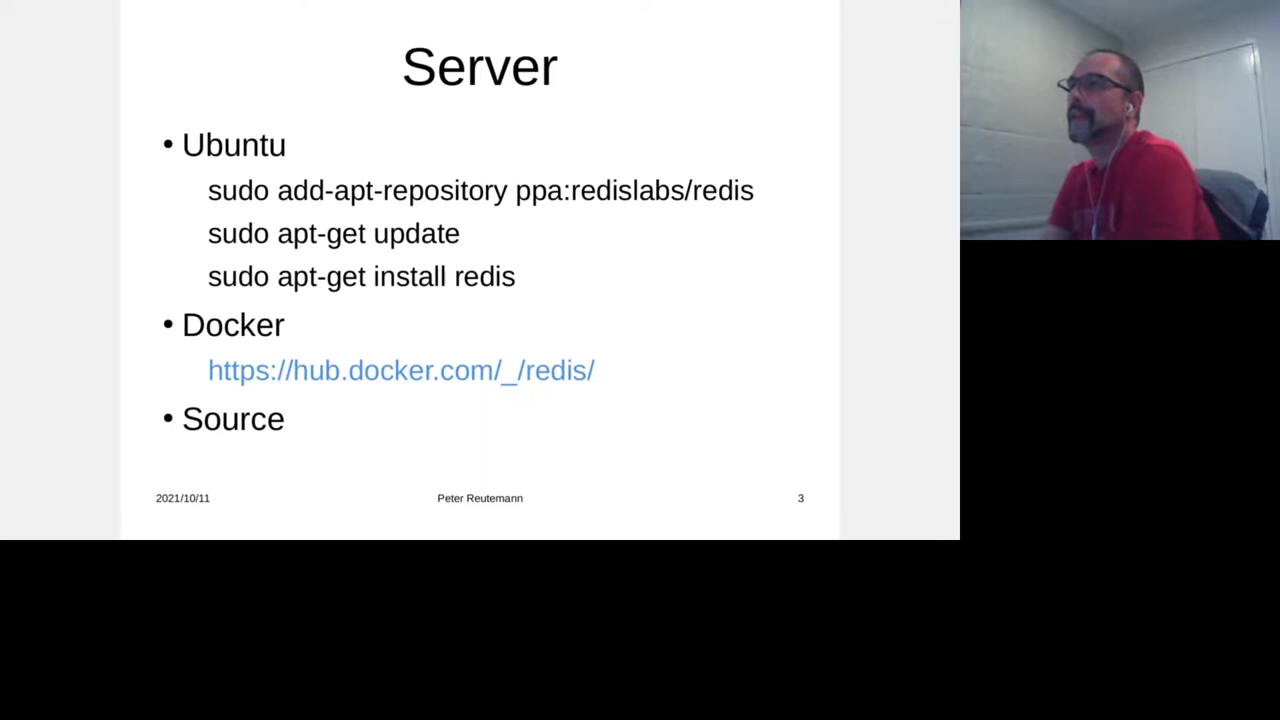 Server
• Ubuntu
sudo add-apt-repository ppa:redislabs/redis
sudo apt-get update
sudo apt-get install redis
• Docker
https://hub.docker.com/_/redis/
• Source
2021/10/11 Peter Reutemann 3